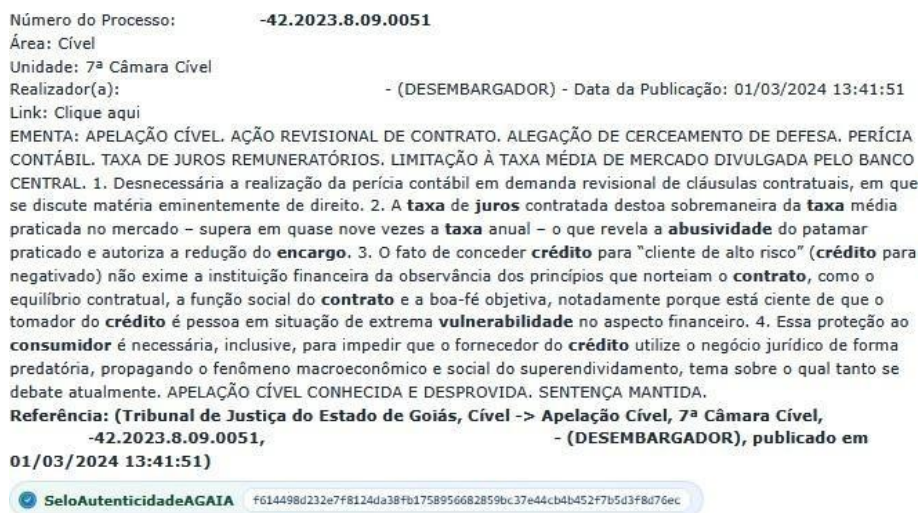 Número do Processo: -42.2023.8.09.0051
Área: Cível
Unidade: 7ª Câmara Cível
Realizador(a): - (DESEMBARGADOR) - Data da Publicação: 01/03/2024 13:41:51
Link: Clique aqui
EMENTA: APELAÇÃO CÍVEL. AÇÃO REVISIONAL DE CONTRATO. ALEGAÇÃO DE CERCEAMENTO DE DEFESA. PERÍCIA
CONTÁBIL. TAXA DE JUROS REMUNERATÓRIOS. LIMITAÇÃO À TAXA MÉDIA DE MERCADO DIVULGADA PELO BANCO
CENTRAL. 1. Desnecessária a realização da perícia contábil em demanda revisional de cláusulas contratuais, em que
se discute matéria eminentemente de direito. 2. A taxa de juros contratada destoa sobremaneira da taxa média
praticada no mercado – supera em quase nove vezes a taxa anual – o que revela a abusividade do patamar
praticado e autoriza a redução do encargo. 3. O fato de conceder crédito para "cliente de alto risco" (crédito para
negativado) não exime a instituição financeira da observância dos princípios que norteiam o contrato, como o
equilíbrio contratual, a função social do contrato e a boa-fé objetiva, notadamente porque está ciente de que o
tomador do crédito é pessoa em situação de extrema vulnerabilidade no aspecto financeiro. 4. Essa proteção ao
consumidor é necessária, inclusive, para impedir que o fornecedor do crédito utilize o negócio jurídico de forma
predatória, propagando o fenômeno macroeconômico e social do superendividamento, tema sobre o qual tanto se
debate atualmente. APELAÇÃO CÍVEL CONHECIDA E DESPROVIDA. SENTENÇA MANTIDA.
Referência: (Tribunal de Justiça do Estado de Goiás, Cível -> Apelação Cível, 7ª Câmara Cível,
-42.2023.8.09.0051, - (DESEMBARGADOR), publicado em
01/03/2024 13:41:51)
SeloAutenticidadeAGAIA f614498d232e7f8124da38fb1758956682859bc37e44cb4b452f7b5d3f8d76ec